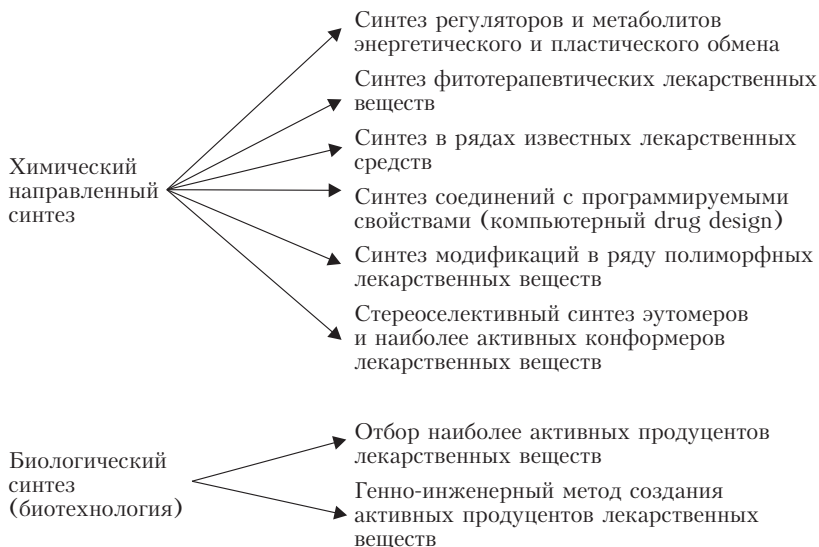 Химический
направленный
синтез
Синтез регуляторов и метаболитов
энергетического и пластического обмена
Синтез фитотерапевтических лекарственных
веществ
Синтез в рядах известных лекарственных
средств
Синтез соединений с программируемыми
свойствами (компьютерный drug design)
Синтез модификаций в ряду полиморфных
лекарственных веществ
Стереоселективный синтез эутомеров
и наиболее активных конформеров
лекарственных веществ
Биологический
синтез
(биотехнология)
Отбор наиболее активных продуцентов
лекарственных веществ
Генно-инженерный метод создания
активных продуцентов лекарственных
веществ